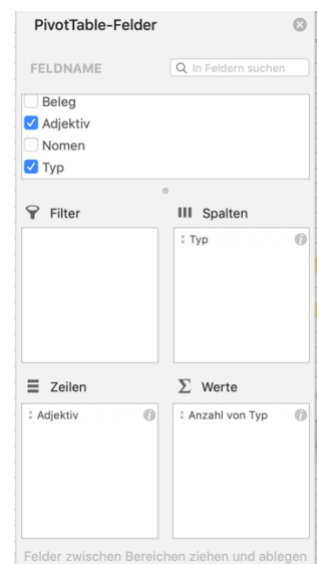 PivotTable-Felder
FELDNAME
In Feldern suchen
Beleg
Adjektiv
Nomen
Typ
Filter
Spalten
Typ
Zeilen
Werte
Adjektiv
Anzahl von Typ
Felder zwischen Bereichen ziehen und ablegen